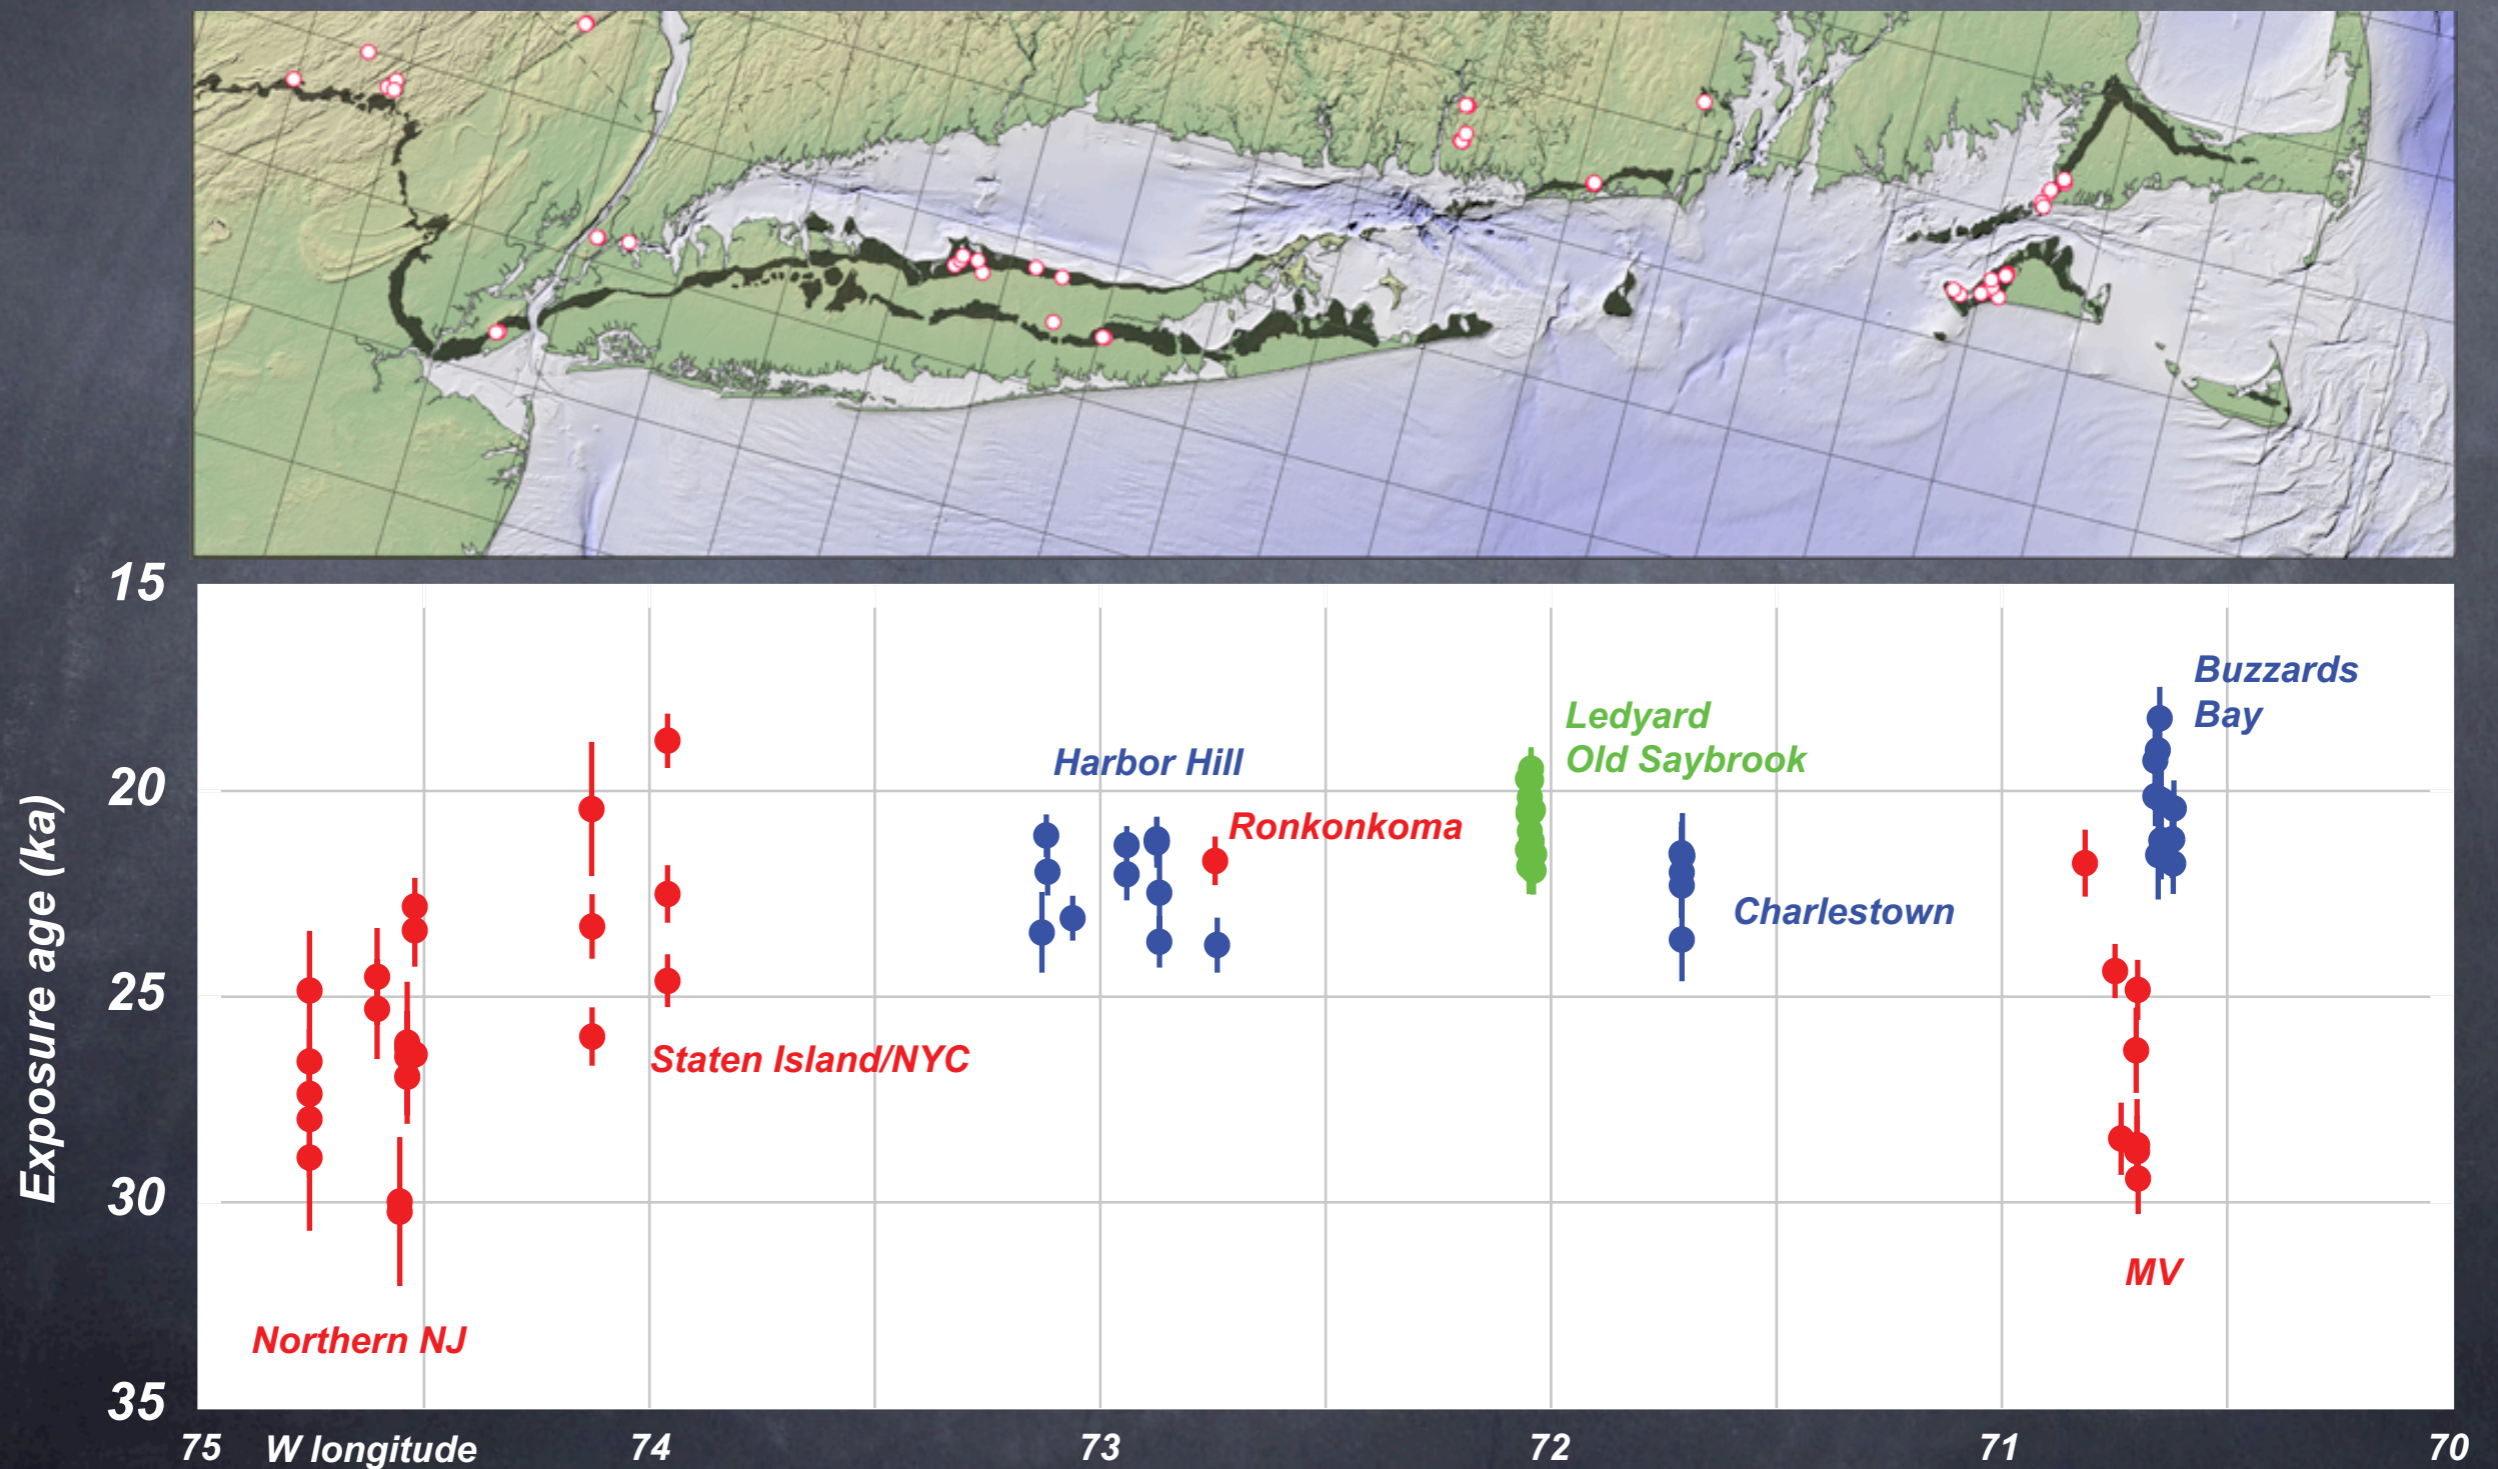 15
20
25
30
35
Exposure age (ka)
Buzzards
Bay
Ledyard
Old Saybrook
Harbor Hill
Ronkonkoma
Charlestown
Staten Island/NYC
MV
Northern NJ
75 W longitude 74 73 72 71 70